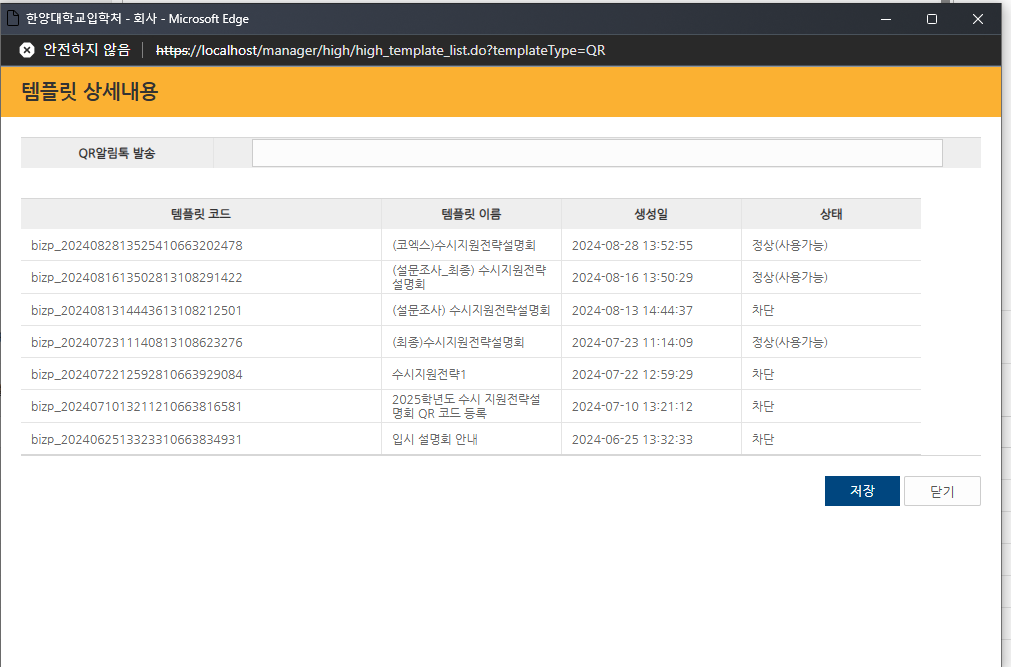 한양대학교입학처 - 회사 - Microsoft Edge
안전하지 않음 https://localhost/manager/high/high_template_list.do?templateType=QR
템플릿 상세내용
QR알림톡 발송
템플릿 코드 템플릿 이름 생성일 상태
bizp_2024082813525410663202478 (코엑스)수시지원전략설명회 2024-08-28 13:52:55 정상(사용가능)
bizp_2024081613502813108291422 (설문조사_최종) 수시지원전략
설명회 2024-08-16 13:50:29 정상(사용가능)
bizp_2024081314443613108212501 (설문조사) 수시지원전략설명회 2024-08-13 14:44:37 차단
bizp_2024072311140813108623276 (최종)수시지원전략설명회 2024-07-23 11:14:09 정상(사용가능)
bizp_2024072212592810663929084 수시지원전략1 2024-07-22 12:59:29 차단
bizp_2024071013211210663816581 2025학년도 수시 지원전략설
명회 QR 코드 등록 2024-07-10 13:21:12 차단
bizp_2024062513323310663834931 입시 설명회 안내 2024-06-25 13:32:33 차단
저장 닫기